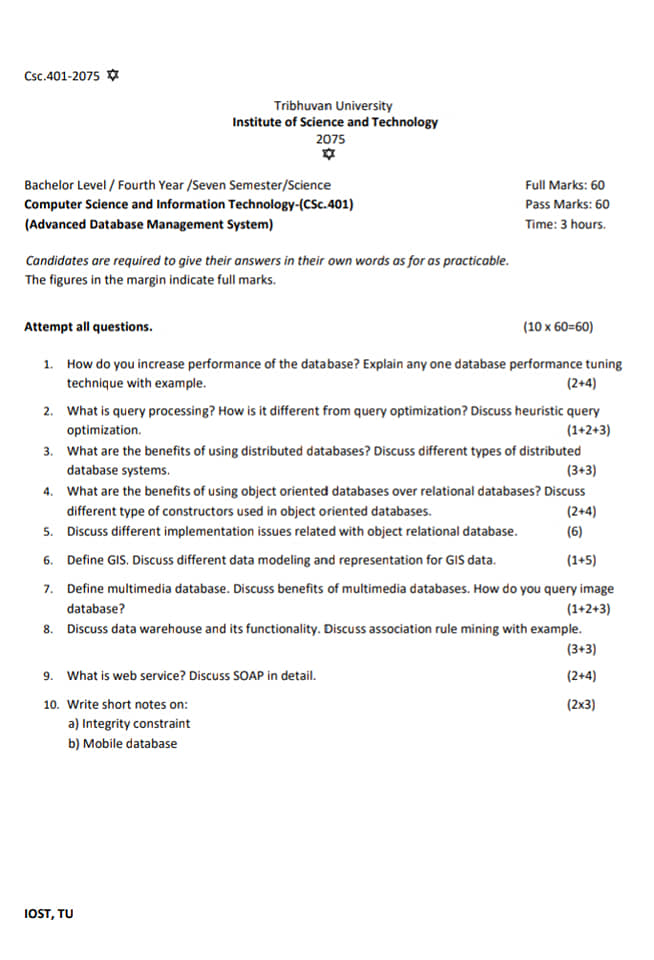 Csc.401-2075 ✡
Tribhuvan University
Institute of Science and Technology
2075
✡
Bachelor Level / Fourth Year /Seven Semester/Science Full Marks: 60
Computer Science and Information Technology-(CSc.401) Pass Marks: 60
(Advanced Database Management System) Time: 3 hours.
Candidates are required to give their answers in their own words as for as practicable.
The figures in the margin indicate full marks.
Attempt all questions. (10 x 60=60)
1. How do you increase performance of the database? Explain any one database performance tuning
technique with example. (2+4)
2. What is query processing? How is it different from query optimization? Discuss heuristic query
optimization. (1+2+3)
3. What are the benefits of using distributed databases? Discuss different types of distributed
database systems. (3+3)
4. What are the benefits of using object oriented databases over relational databases? Discuss
different type of constructors used in object oriented databases. (2+4)
5. Discuss different implementation issues related with object relational database. (6)
6. Define GIS. Discuss different data modeling and representation for GIS data. (1+5)
7. Define multimedia database. Discuss benefits of multimedia databases. How do you query image
database? (1+2+3)
8. Discuss data warehouse and its functionality. Discuss association rule mining with example.
(3+3)
9. What is web service? Discuss SOAP in detail. (2+4)
10. Write short notes on: (2x3)
a) Integrity constraint
b) Mobile database
IOST, TU